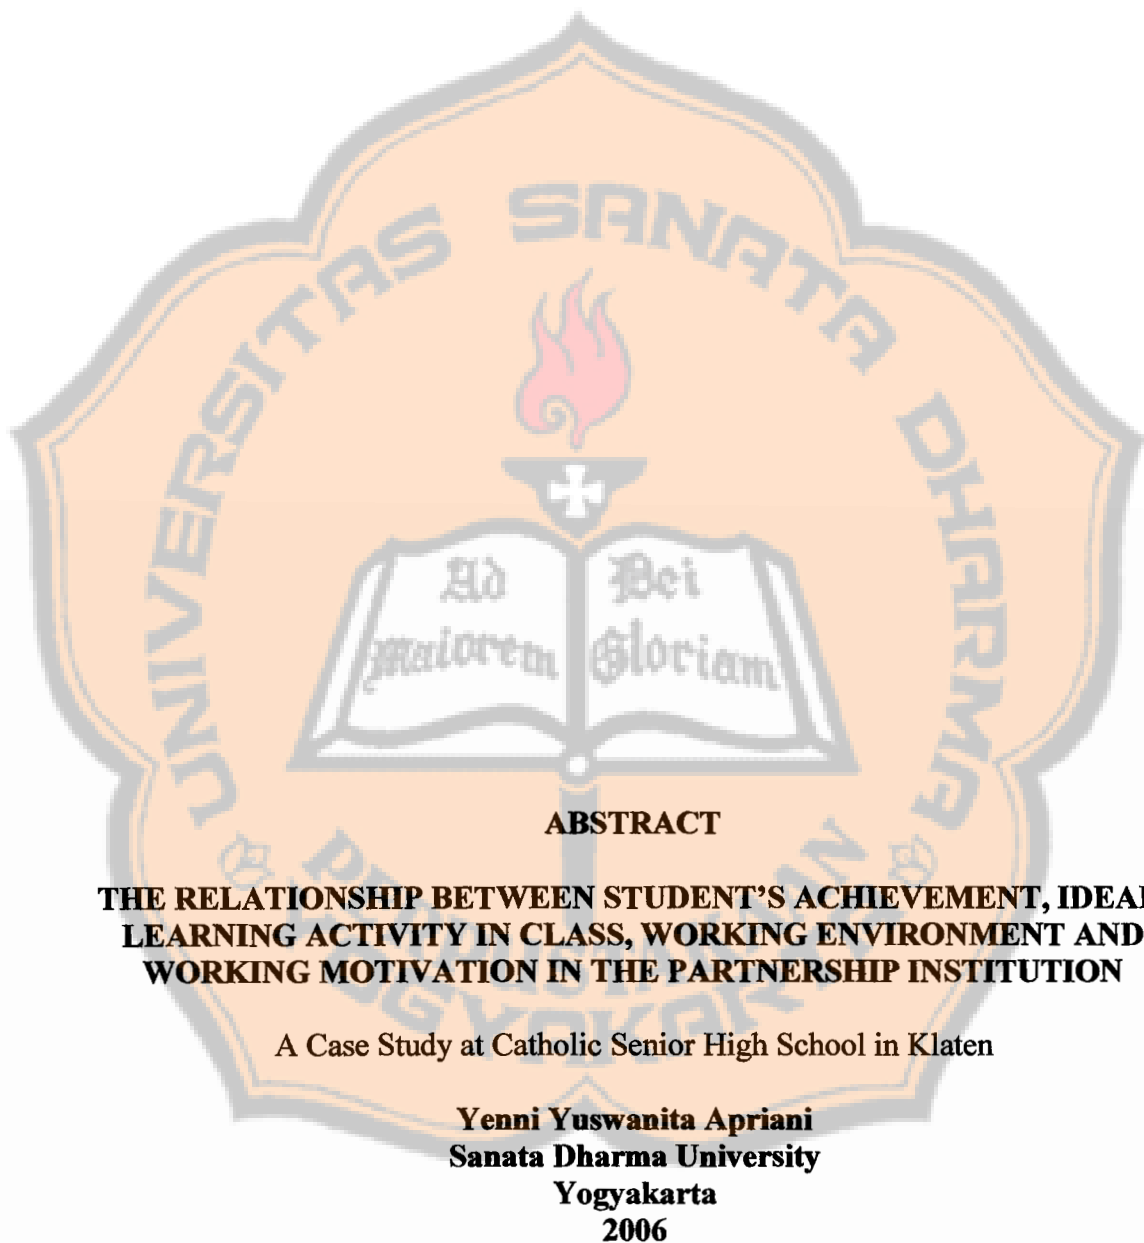 UNIVERSITAS SANATA DHARMA
Ad
Maiorem
Dei
Gloriam
ABSTRACT
THE RELATIONSHIP BETWEEN STUDENT'S ACHIEVEMENT, IDEAL
LEARNING ACTIVITY IN CLASS, WORKING ENVIRONMENT AND
WORKING MOTIVATION IN THE PARTNERSHIP INSTITUTION
YOGYAKARTA
A Case Study at Catholic Senior High School in Klaten
Yenni Yuswanita Apriani
Sanata Dharma University
Yogyakarta
2006